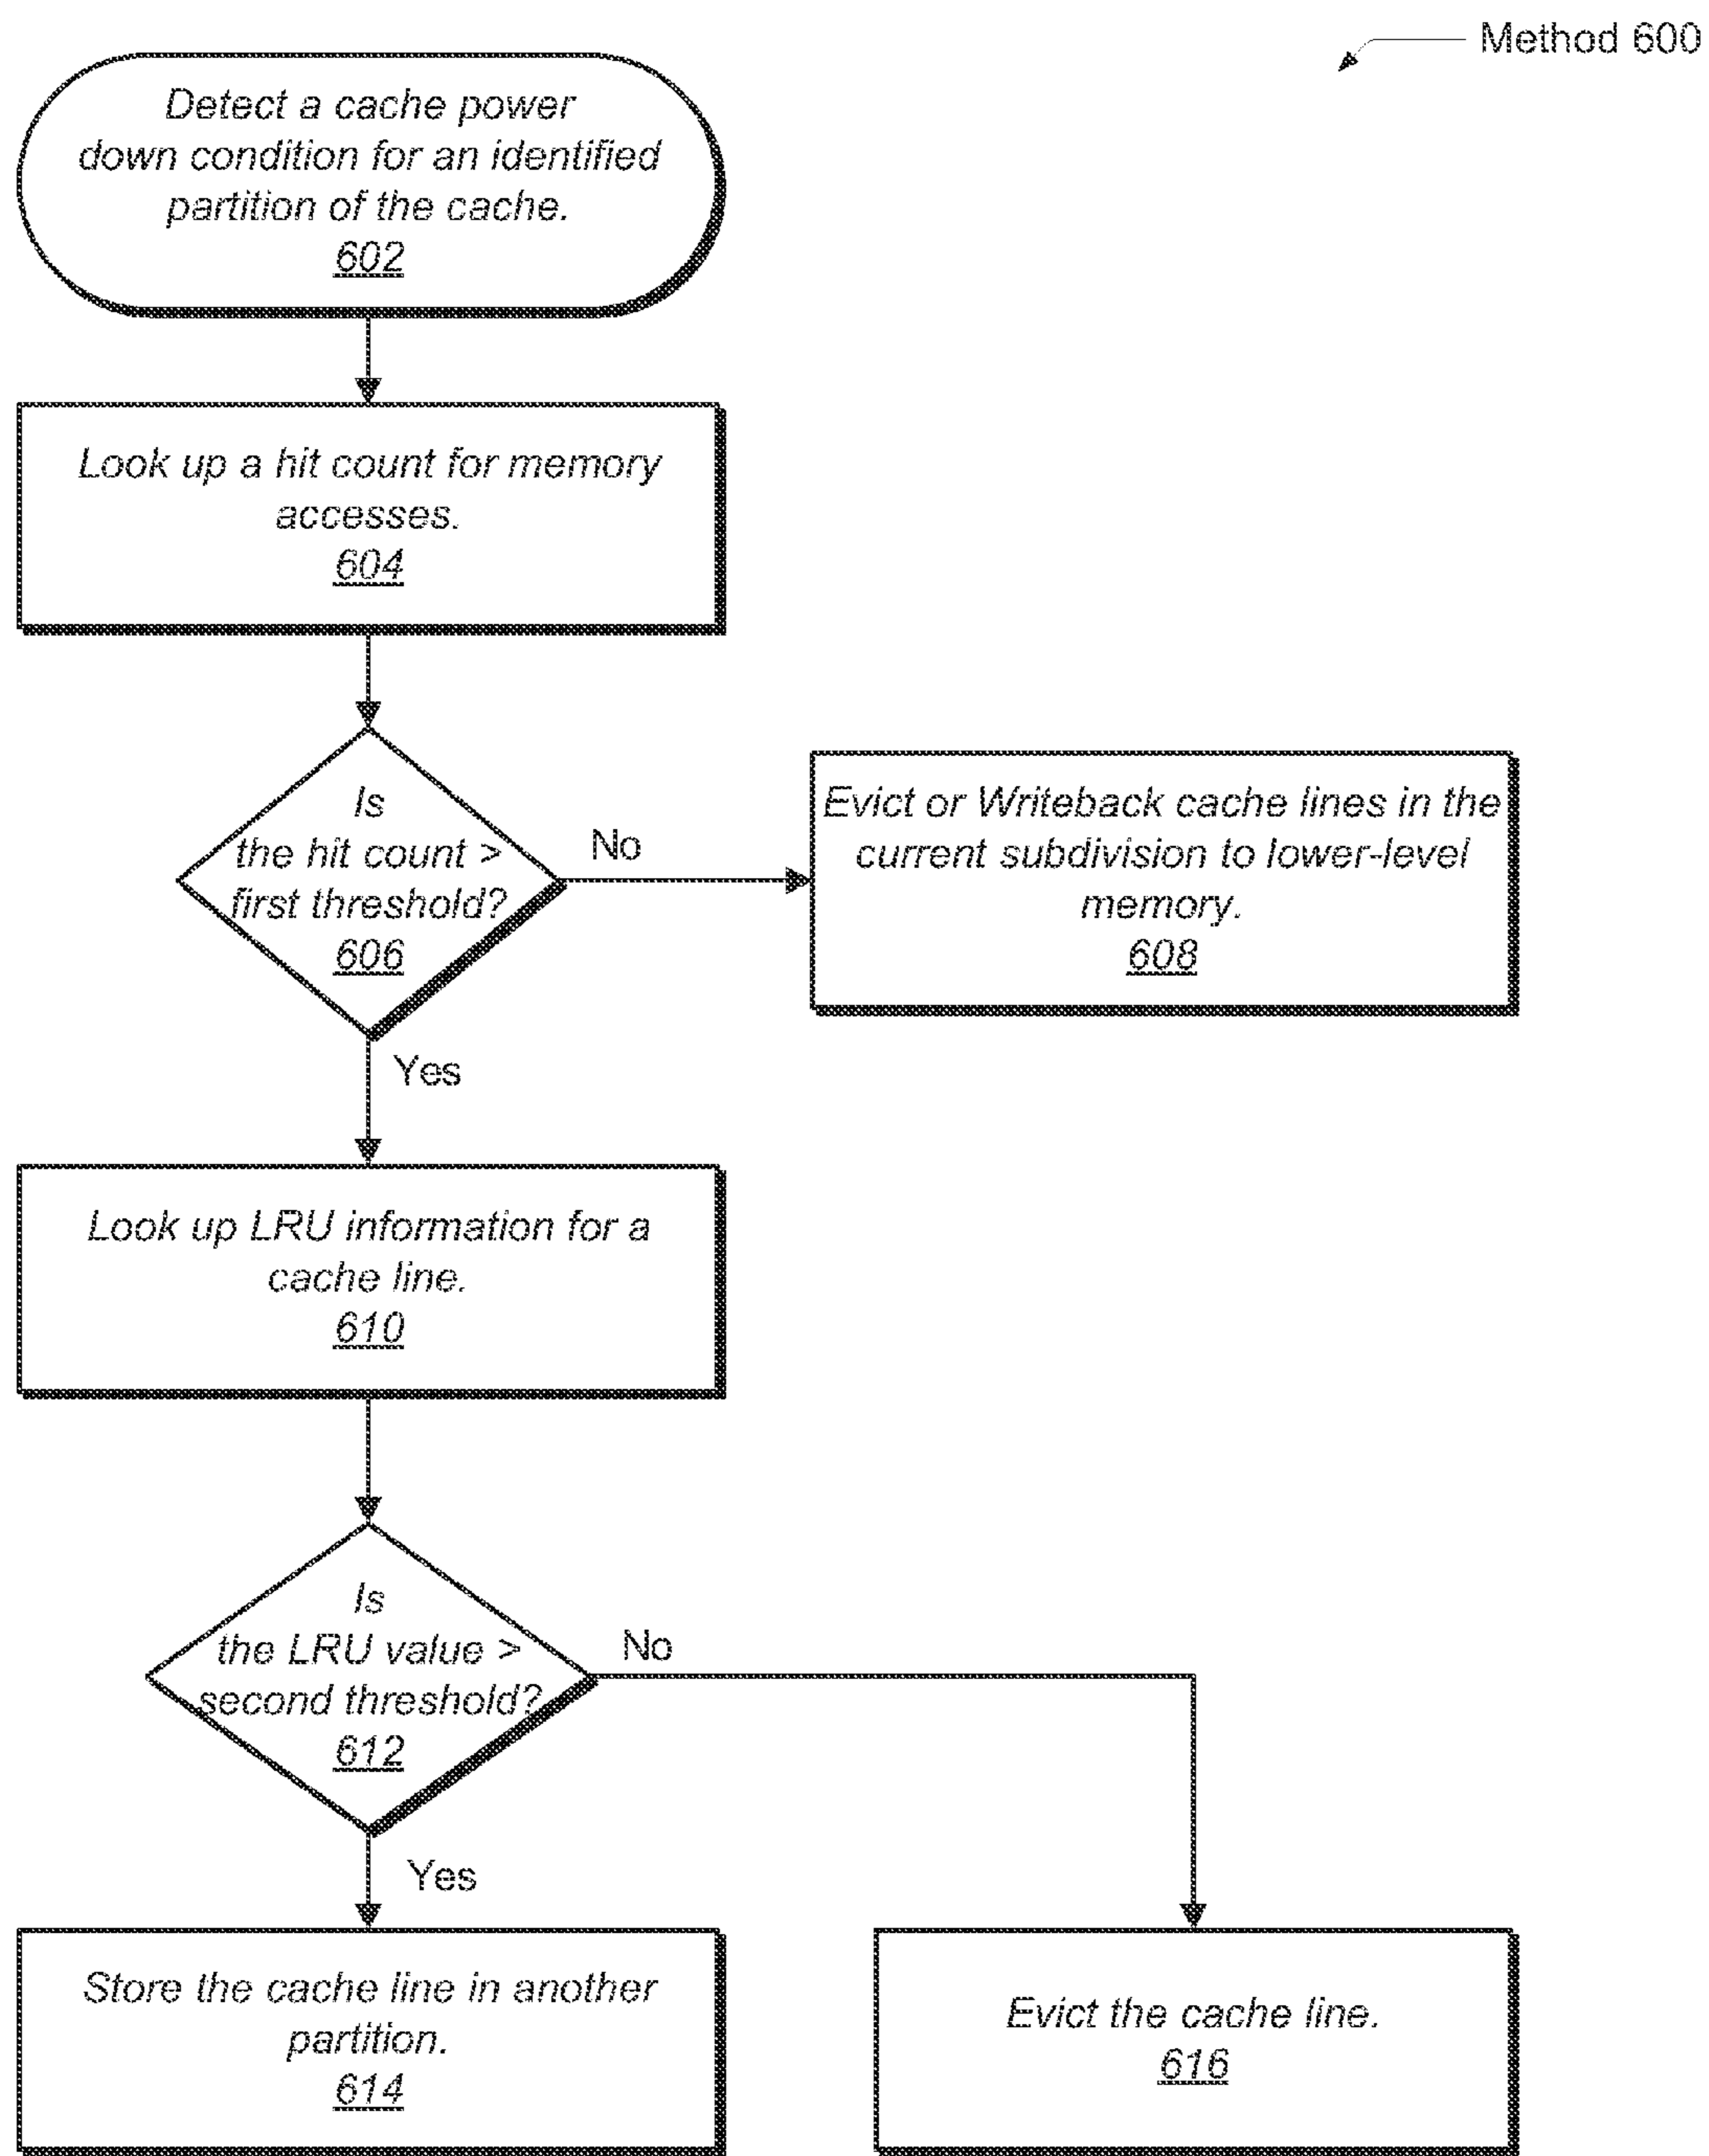 Method 600
Detect a cache power
down condition for an identified
partition of the cache.
602
Look up a hit count for memory
accesses.
604
Is
the hit count >
first threshold?
606
No
Evict or Writeback cache lines in the
current subdivision to lower-level
memory.
608
Yes
Look up LRU information for a
cache line.
610
Is
the LRU value >
second threshold?
612
No
Yes
Store the cache line in another
partition.
614
Evict the cache line.
616